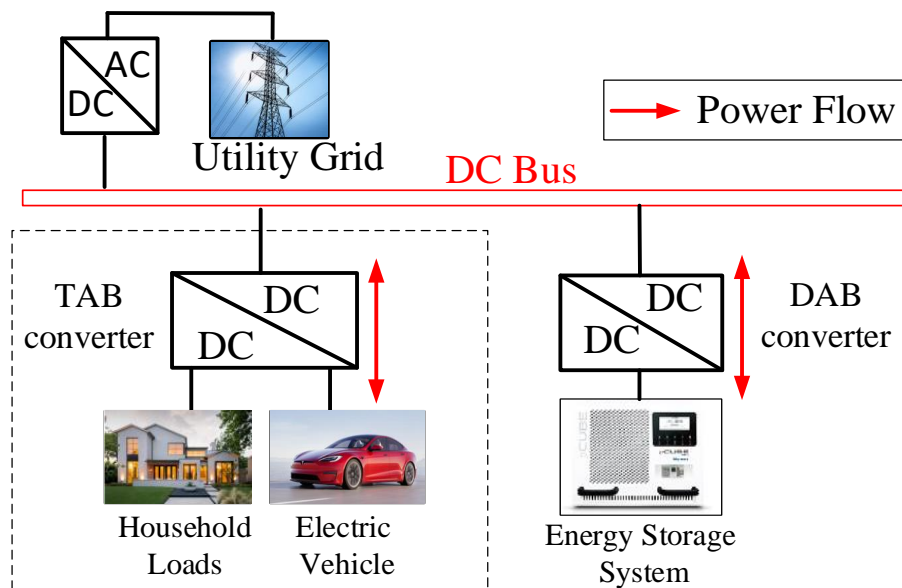 AC
DC
Utility Grid
Power Flow
DC Bus
TAB
converter
DC
DC
DC
DC
DAB
converter
CUBE
Household
Loads
Electric
Vehicle
Energy Storage
System